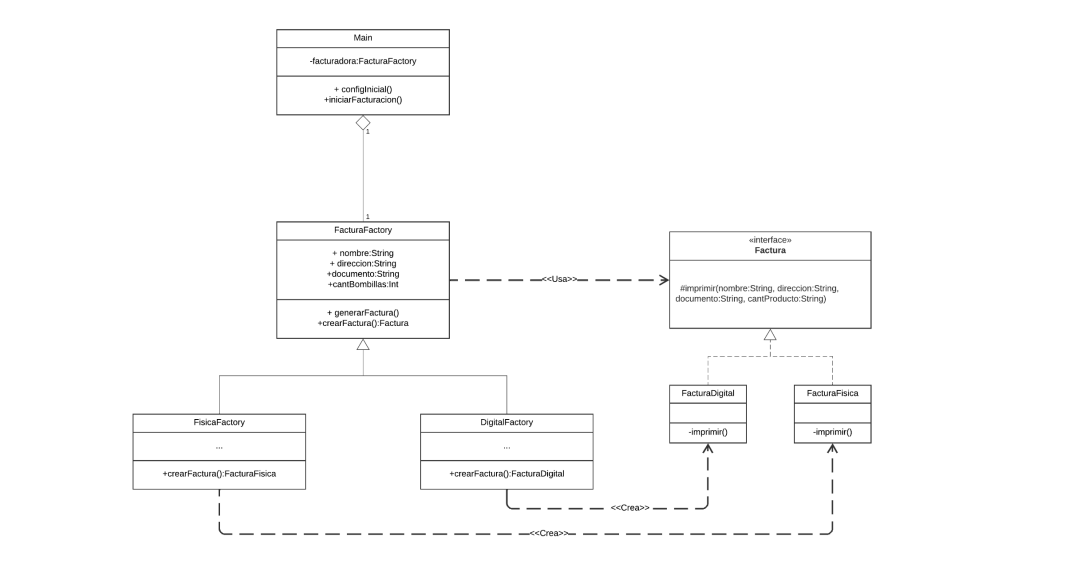 Main
-facturadora:FacturaFactory
+ configInicial()
+iniciarFacturacion()
1
1
FacturaFactory
+ nombre:String
+ direccion:String
+documento:String
+cantBombillas:Int
+ generarFactura()
+crearFactura():Factura
<<Usa>>
«interface»
Factura
#imprimir(nombre:String, direccion:String,
documento:String, cantProducto:String)
FisicaFactory
...
+crearFactura():FacturaFisica
DigitalFactory
...
+crearFactura():FacturaDigital
FacturaDigital
-imprimir()
FacturaFisica
-imprimir()
<<Crea>>
<<Crea>>